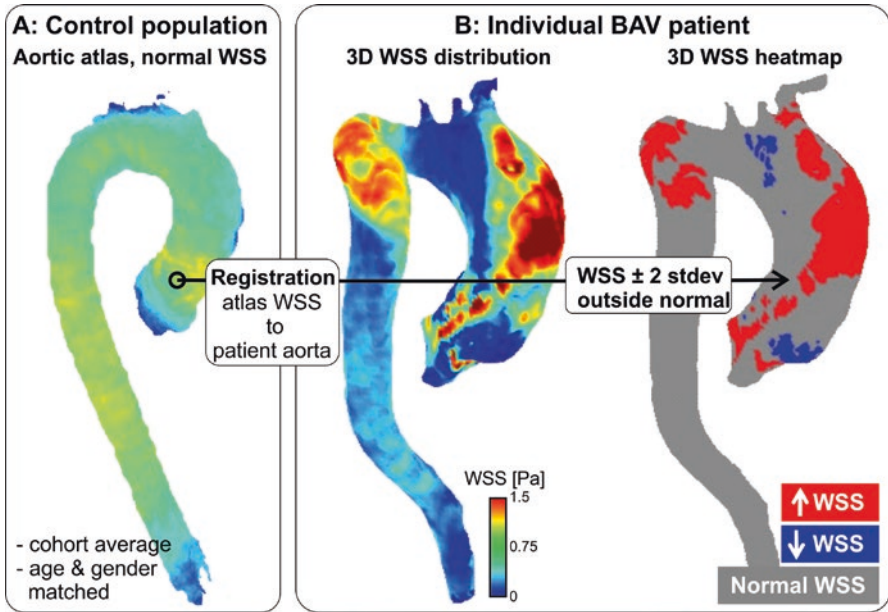 A: Control population
Aortic atlas, normal WSS
- cohort average
- age & gender
matched
Registration
atlas WSS
to
patient aorta
B: Individual BAV patient
3D WSS distribution
3D WSS heatmap
WSS ± 2 stdev
outside normal
WSS [Pa]
1.5
0.75
0
↑ WSS
↓ WSS
Normal WSS